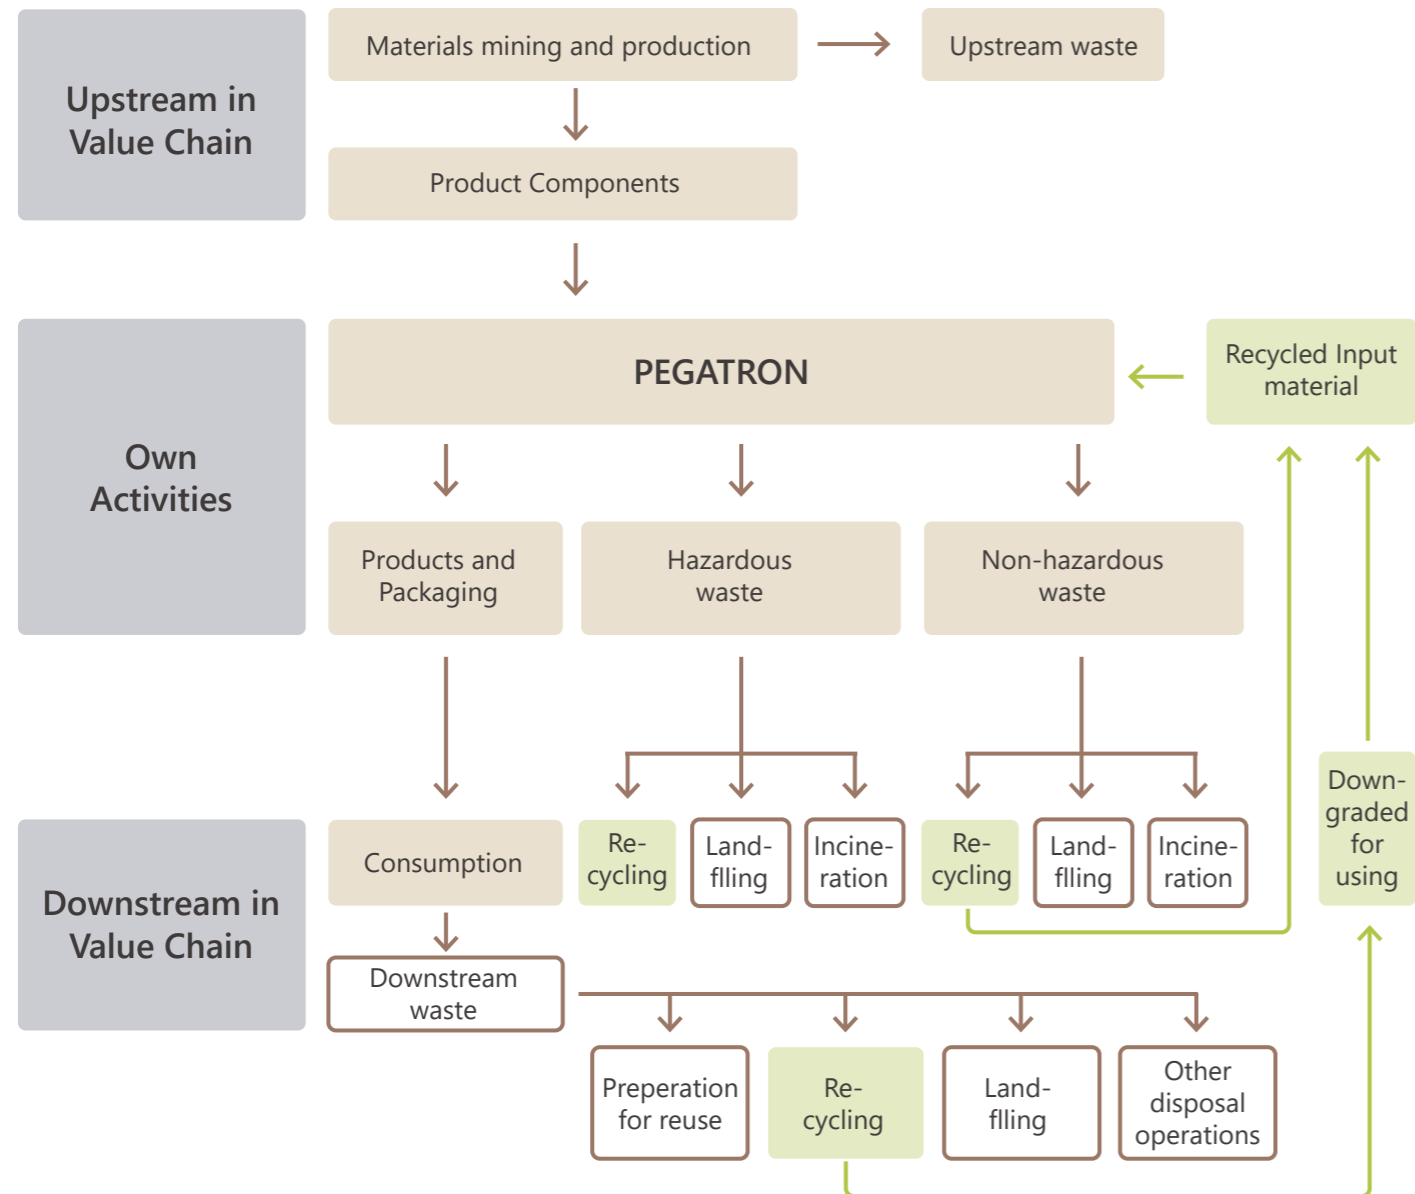 Upstream in
Value Chain
Materials mining and production
Upstream waste
Product Components
Own
Activities
PEGATRON
Recycled Input
material
Products and
Packaging
Hazardous
waste
Non-hazardous
waste
Downstream in
Value Chain
Consumption
Re-
cycling
Land-
flling
Incine-
ration
Re-
cycling
Land-
flling
Incine-
ration
Down-
graded
for
using
Downstream
waste
Preperation
for reuse
Re-
cycling
Land-
flling
Other
disposal
operations